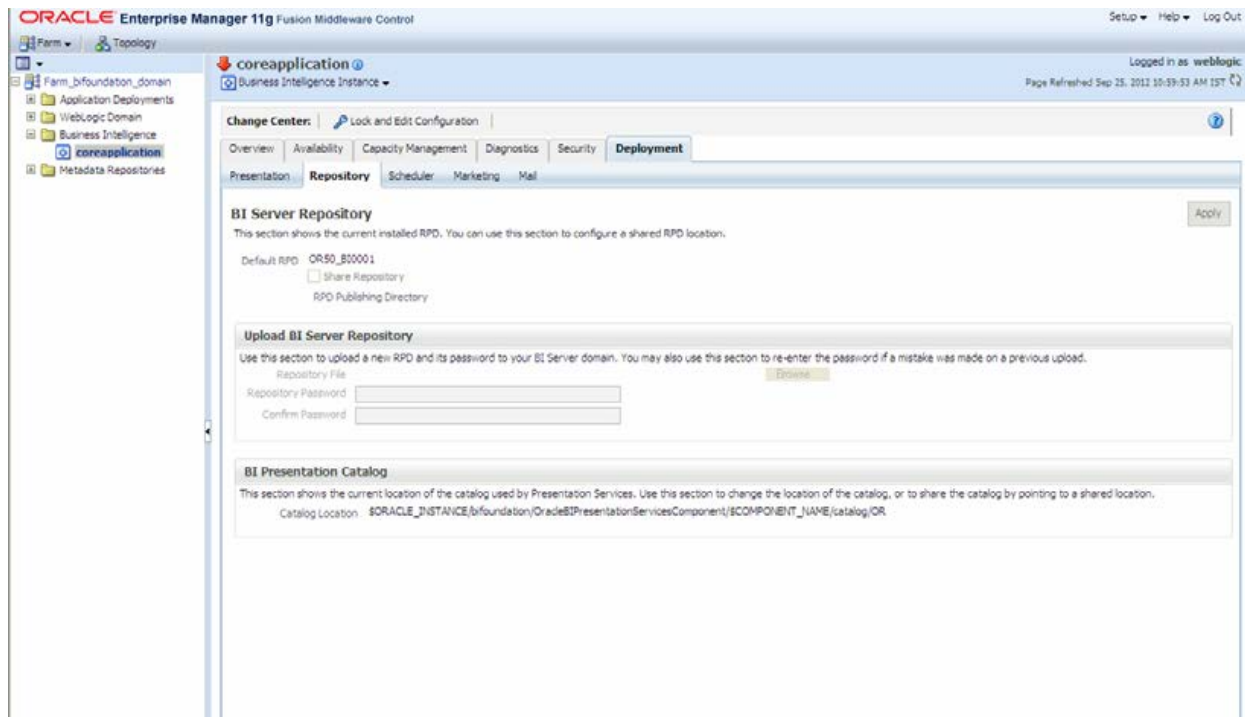 ORACLE Enterprise Manager 11g Fusion Middleware Control
Setup Help Log Out
Farm Topology
Farm_bifoundation_domain
Application Deployments
WebLogic Domain
Business Intelligence
coreapplication
Metadata Repositories
coreapplication
Logged in as weblogic
Business Intelligence Instance
Page Refreshed Sep 25, 2012 10:59:53 AM IST
Change Center: Lock and Edit Configuration
Overview Availability Capacity Management Diagnostics Security Deployment
Presentation Repository Scheduler Marketing Mail
BI Server Repository
Apply
This section shows the current installed RPD. You can use this section to configure a shared RPD location.
Default RPD OR50_BI0001
Share Repository
RPD Publishing Directory
Upload BI Server Repository
Use this section to upload a new RPD and its password to your BI Server domain. You may also use this section to re-enter the password if a mistake was made on a previous upload.
Repository File Browse...
Repository Password
Confirm Password
BI Presentation Catalog
This section shows the current location of the catalog used by Presentation Services. Use this section to change the location of the catalog, or to share the catalog by pointing to a shared location.
Catalog Location $ORACLE_INSTANCE/bifoundation/OracleBIPresentationServicesComponent/$COMPONENT_NAME/catalog/OR